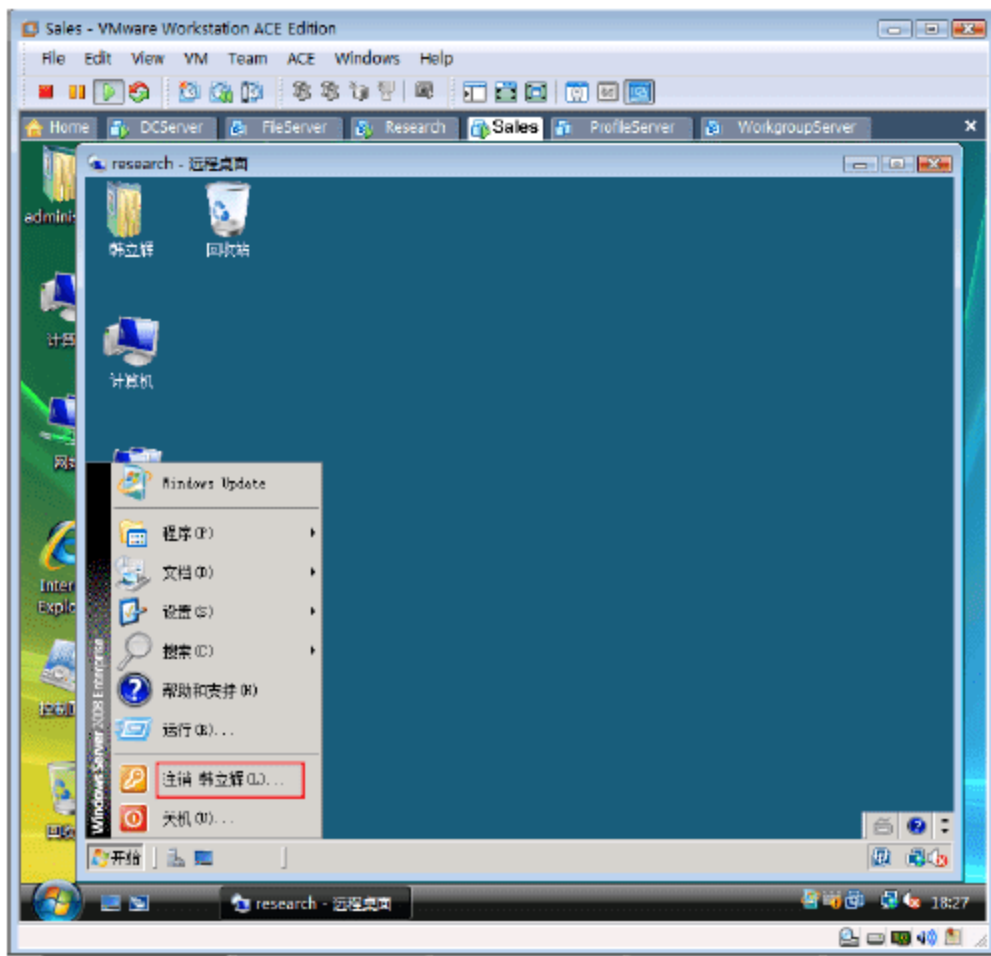 Sales - VMware Workstation ACE Edition
File Edit View VM Team ACE Windows Help
Home DCServer FileServer Research Sales ProfileServer WorkgroupServer
research - 远程桌面
韩立辉
回收站
计算机
Windows Update
程序(P)
文档(D)
设置(S)
搜索(C)
帮助和支持(H)
运行(R)...
注销 韩立辉(L)...
关机(U)...
Windows Server 2008 Enterprise
开始
research - 远程桌面
18:27